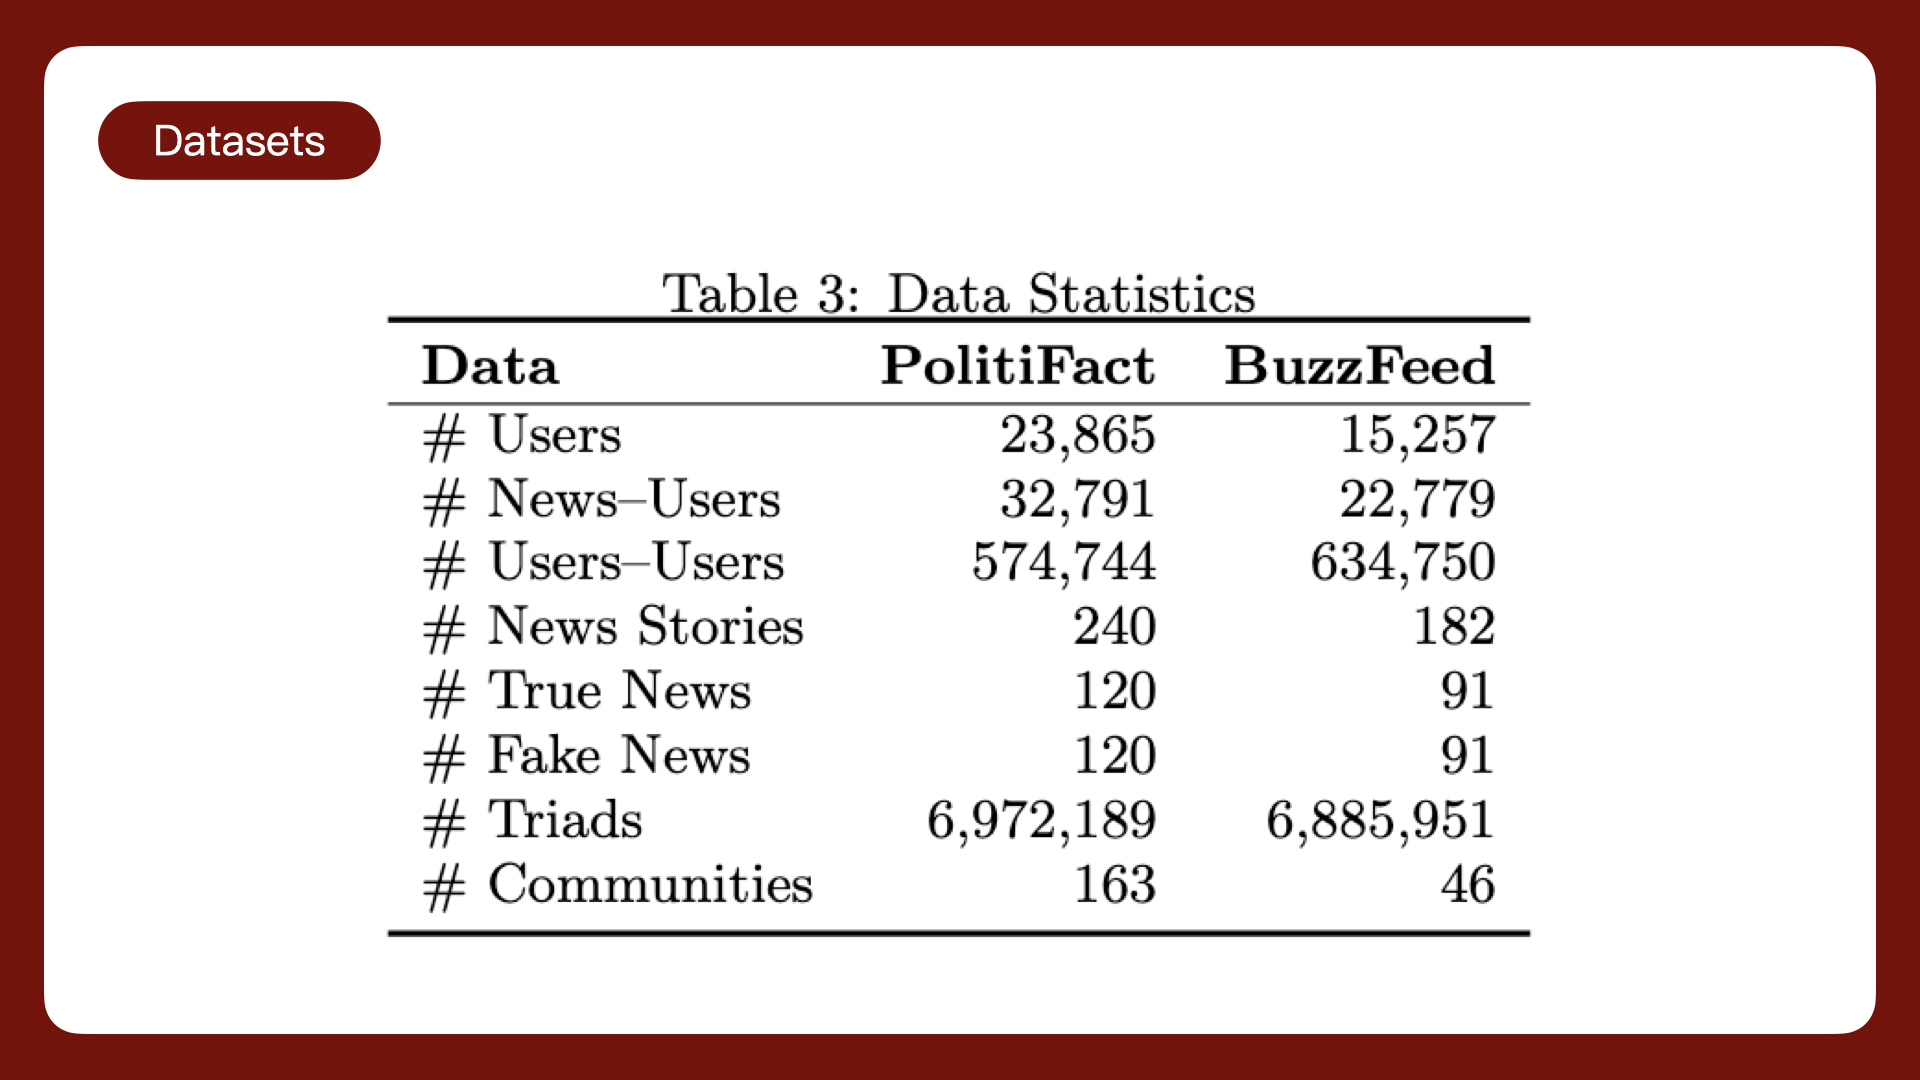 Datasets
Table 3: Data Statistics
Data PolitiFact BuzzFeed
# Users 23,865 15,257
# News–Users 32,791 22,779
# Users–Users 574,744 634,750
# News Stories 240 182
# True News 120 91
# Fake News 120 91
# Triads 6,972,189 6,885,951
# Communities 163 46